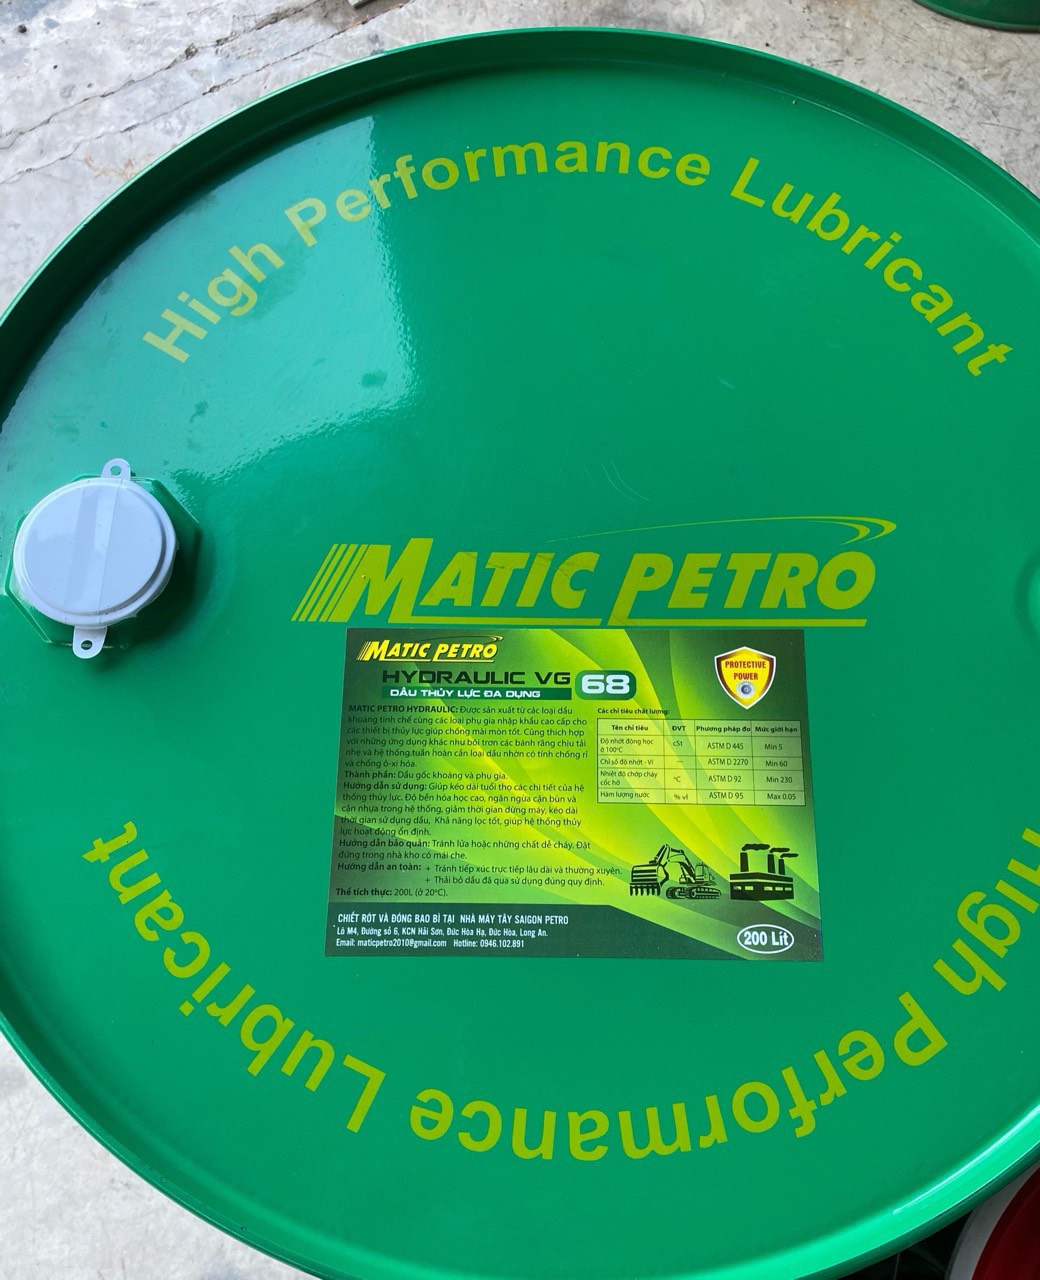 High Performance Lubricant
MATIC PETRO
MATIC PETRO
HYDRAULIC VG 68
DẦU THỦY LỰC ĐA DỤNG
PROTECTIVE
POWER
MATIC PETRO HYDRAULIC: Được sản xuất từ các loại dầu
khoáng tinh chế cùng các loại phụ gia nhập khẩu cao cấp cho
các thiết bị thủy lực giúp chống mài mòn tốt. Cũng thích hợp
với những ứng dụng khác như bôi trơn các bánh răng chịu tải
nhẹ và hệ thống tuần hoàn cần loại dầu nhờn có tính chống rỉ
và chống ô-xi hóa.
Thành phần: Dầu gốc khoáng và phụ gia.
Hướng dẫn sử dụng: Giúp kéo dài tuổi thọ các chi tiết của hệ
thống thủy lực. Độ bền hóa học cao, ngăn ngừa cặn bùn và
cặn nhựa trong hệ thống, giảm thời gian dừng máy, kéo dài
thời gian sử dụng dầu, Khả năng lọc tốt, giúp hệ thống thủy
lực hoạt động ổn định.
Hướng dẫn bảo quản: Tránh lửa hoặc những chất dễ cháy. Đặt
đứng trong nhà kho có mái che.
Hướng dẫn an toàn: + Tránh tiếp xúc trực tiếp lâu dài và thường xuyên.
+ Thải bỏ dầu đã qua sử dụng đúng quy định.
Thể tích thực: 200L (ở 20ºC).
Các chỉ tiêu chất lượng:
Tên chỉ tiêu ĐVT Phương pháp đo Mức giới hạn
Độ nhớt động học
ở 100ºC cSt ASTM D 445 Min 5
Chỉ số độ nhớt - VI — ASTM D 2270 Min 60
Nhiệt độ chớp cháy
cốc hở ºC ASTM D 92 Min 230
Hàm lượng nước % vl ASTM D 95 Max 0.05
CHIẾT RÓT VÀ ĐÓNG BAO BÌ TẠI NHÀ MÁY TÂY SAIGON PETRO
Lô M4, Đường số 6, KCN Hải Sơn, Đức Hòa Hạ, Đức Hòa, Long An.
Email: maticpetro2010@gmail.com Hotline: 0946.102.891
200 Lít
High Performance Lubricant